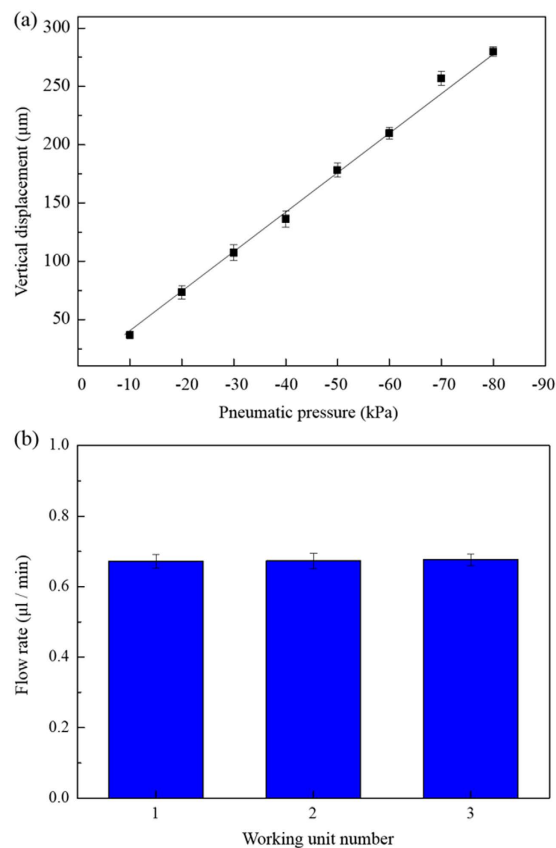 (a)
300
250
200
150
100
50
Vertical displacement (μm)
0 -10 -20 -30 -40 -50 -60 -70 -80 -90
Pneumatic pressure (kPa)
(b)
1.0
0.8
0.6
0.4
0.2
0.0
Flow rate (μl / min)
1 2 3
Working unit number